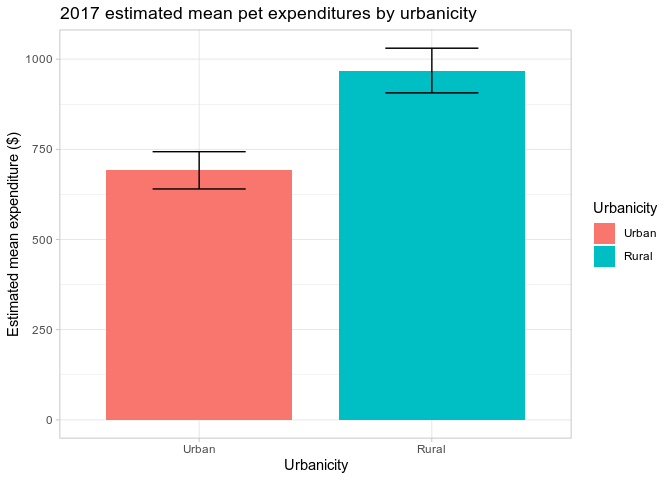 2017 estimated mean pet expenditures by urbanicity
Estimated mean expenditure ($)
1000
750
500
250
0
Urban
Rural
Urbanicity
Urbanicity
Urban
Rural